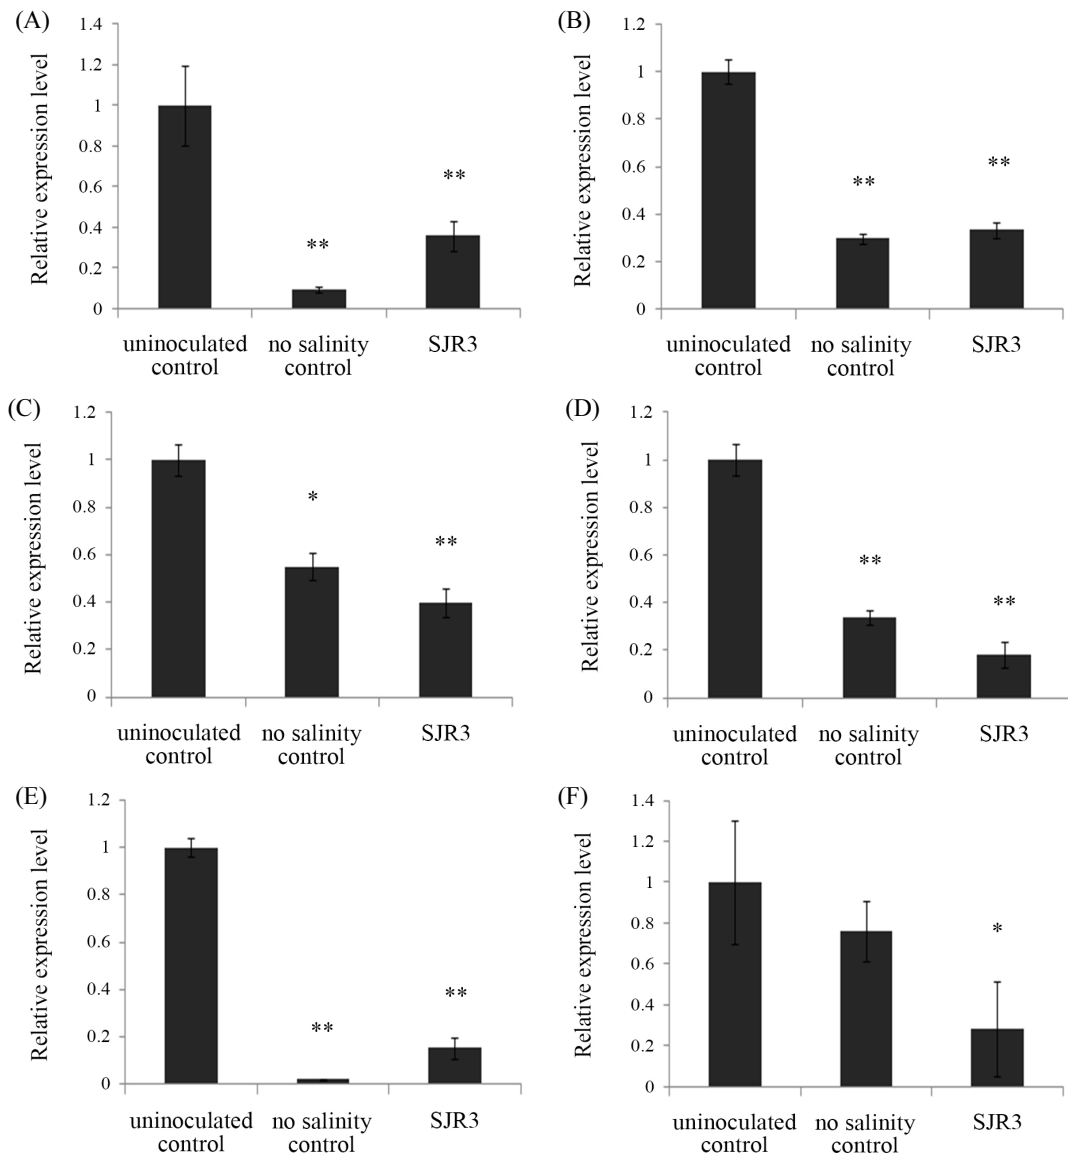 (A)
Relative expression level
1.4
1.2
1
0.8
0.6
0.4
0.2
0
**
**
uninoculated
control
no salinity
control
SJR3
(B)
Relative expression level
1.2
1
0.8
0.6
0.4
0.2
0
**
**
uninoculated
control
no salinity
control
SJR3
(C)
Relative expression level
1.2
1
0.8
0.6
0.4
0.2
0
*
**
uninoculated
control
no salinity
control
SJR3
(D)
Relative expression level
1.2
1
0.8
0.6
0.4
0.2
0
**
**
uninoculated
control
no salinity
control
SJR3
(E)
Relative expression level
1.2
1
0.8
0.6
0.4
0.2
0
**
**
uninoculated
control
no salinity
control
SJR3
(F)
Relative expression level
1.4
1.2
1
0.8
0.6
0.4
0.2
0
*
uninoculated
control
no salinity
control
SJR3